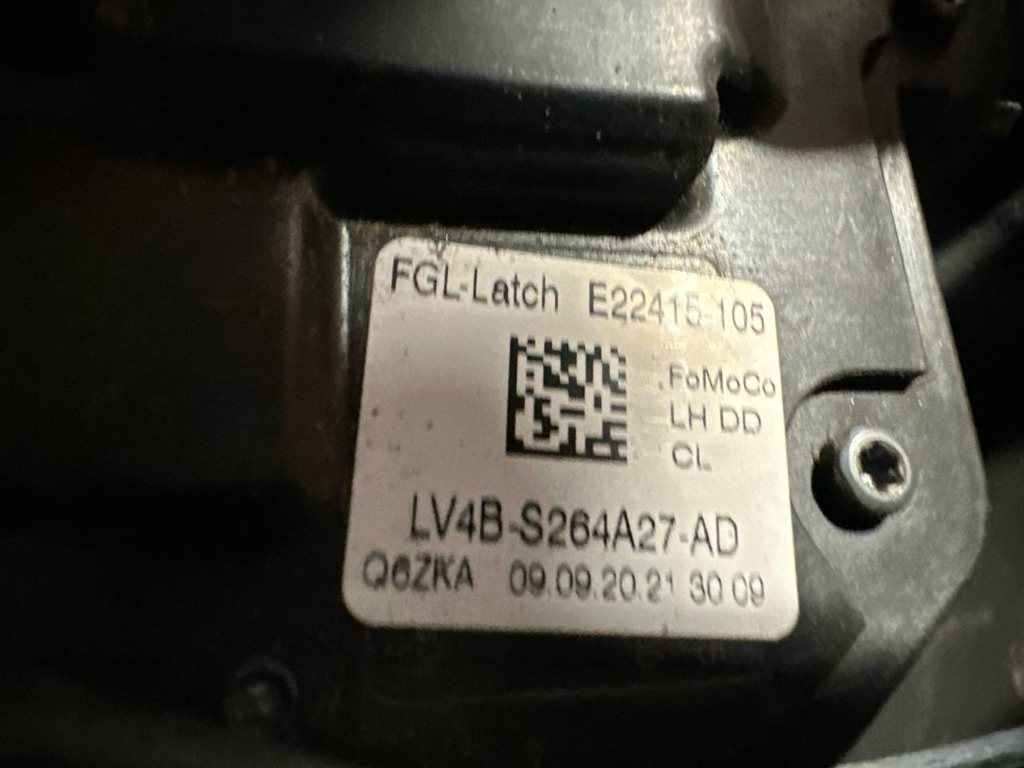 FGL-Latch E22415-105
FoMoCo
LH DD
CL
LV4B-S264A27-AD
Q6ZKA 09.09.20.21 30 09